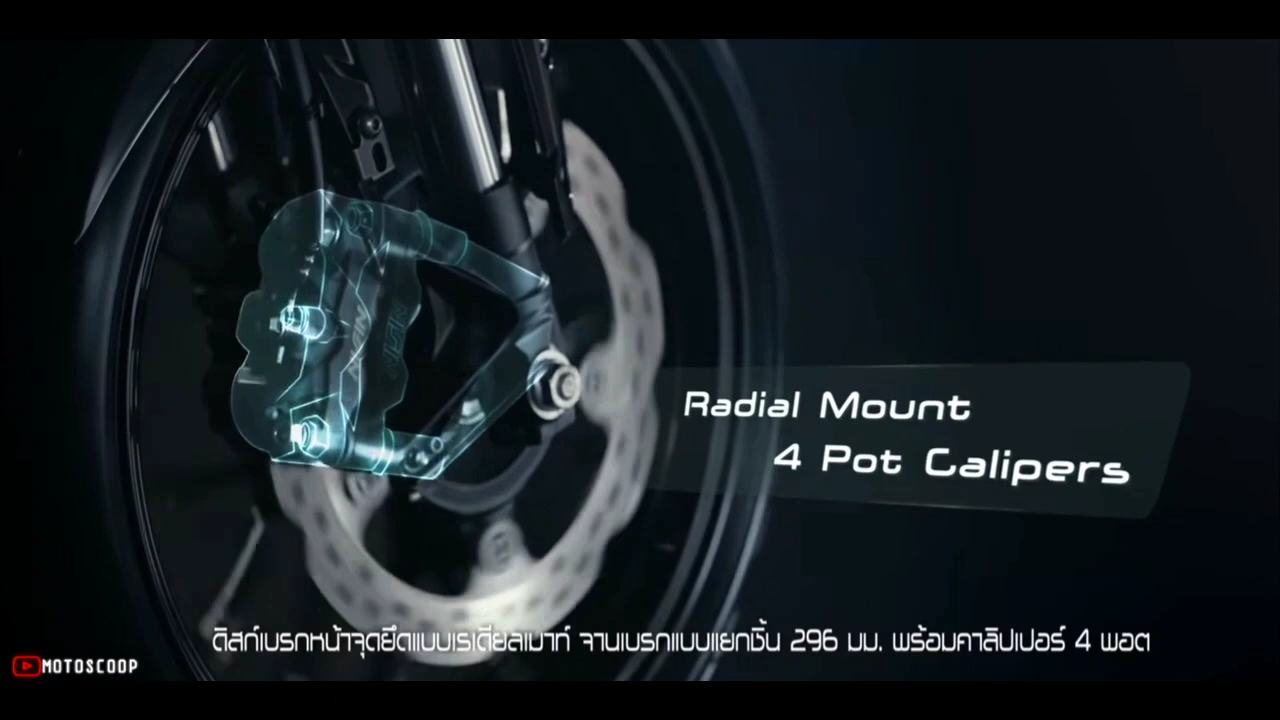 NISSIN
NISSIN
Radial Mount
4 Pot Calipers
ดิสก์เบรกหน้าจุดยึดแบบเรเดียลเมาท์ จานเบรกแบบแยกชิ้น 296 มม. พร้อมคาลิปเปอร์ 4 พอต
MOTOSCOOP